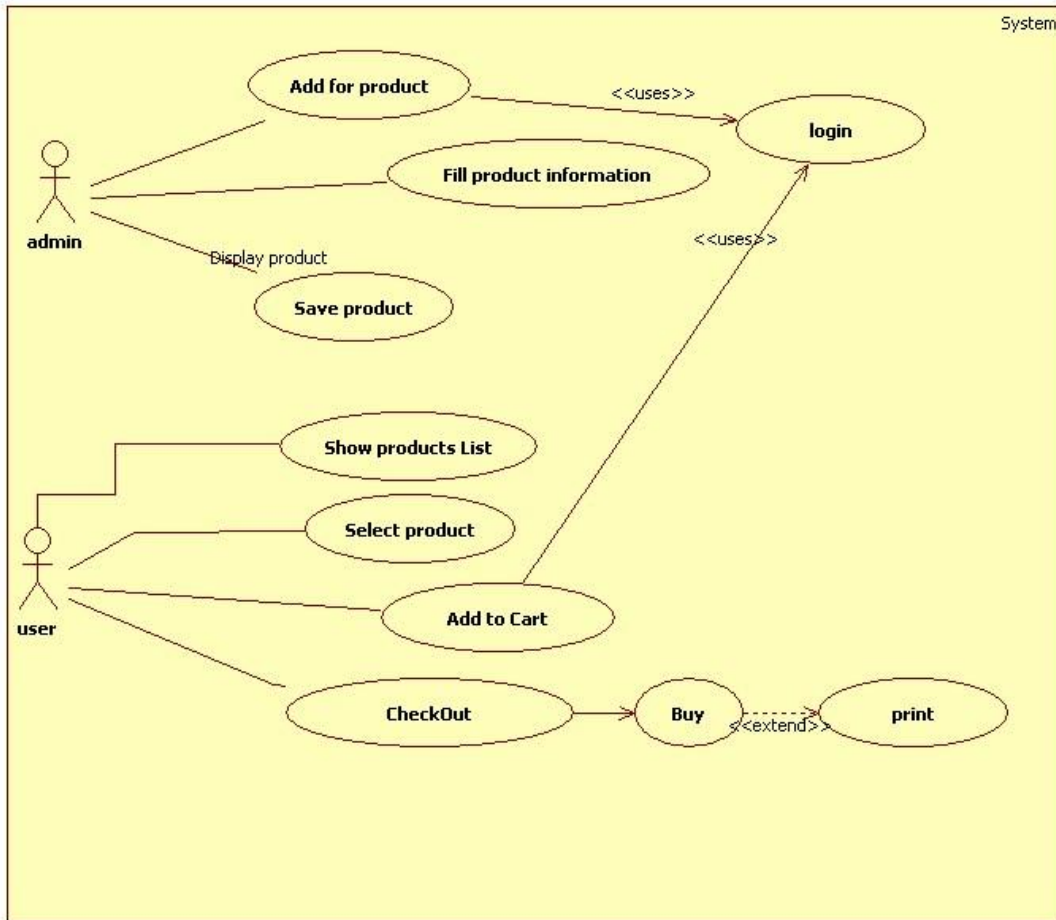 System
Add for product
<<uses>>
login
Fill product information
admin
<<uses>>
Display product
Save product
Show products List
Select product
user
Add to Cart
CheckOut
Buy
<<extend>>
print